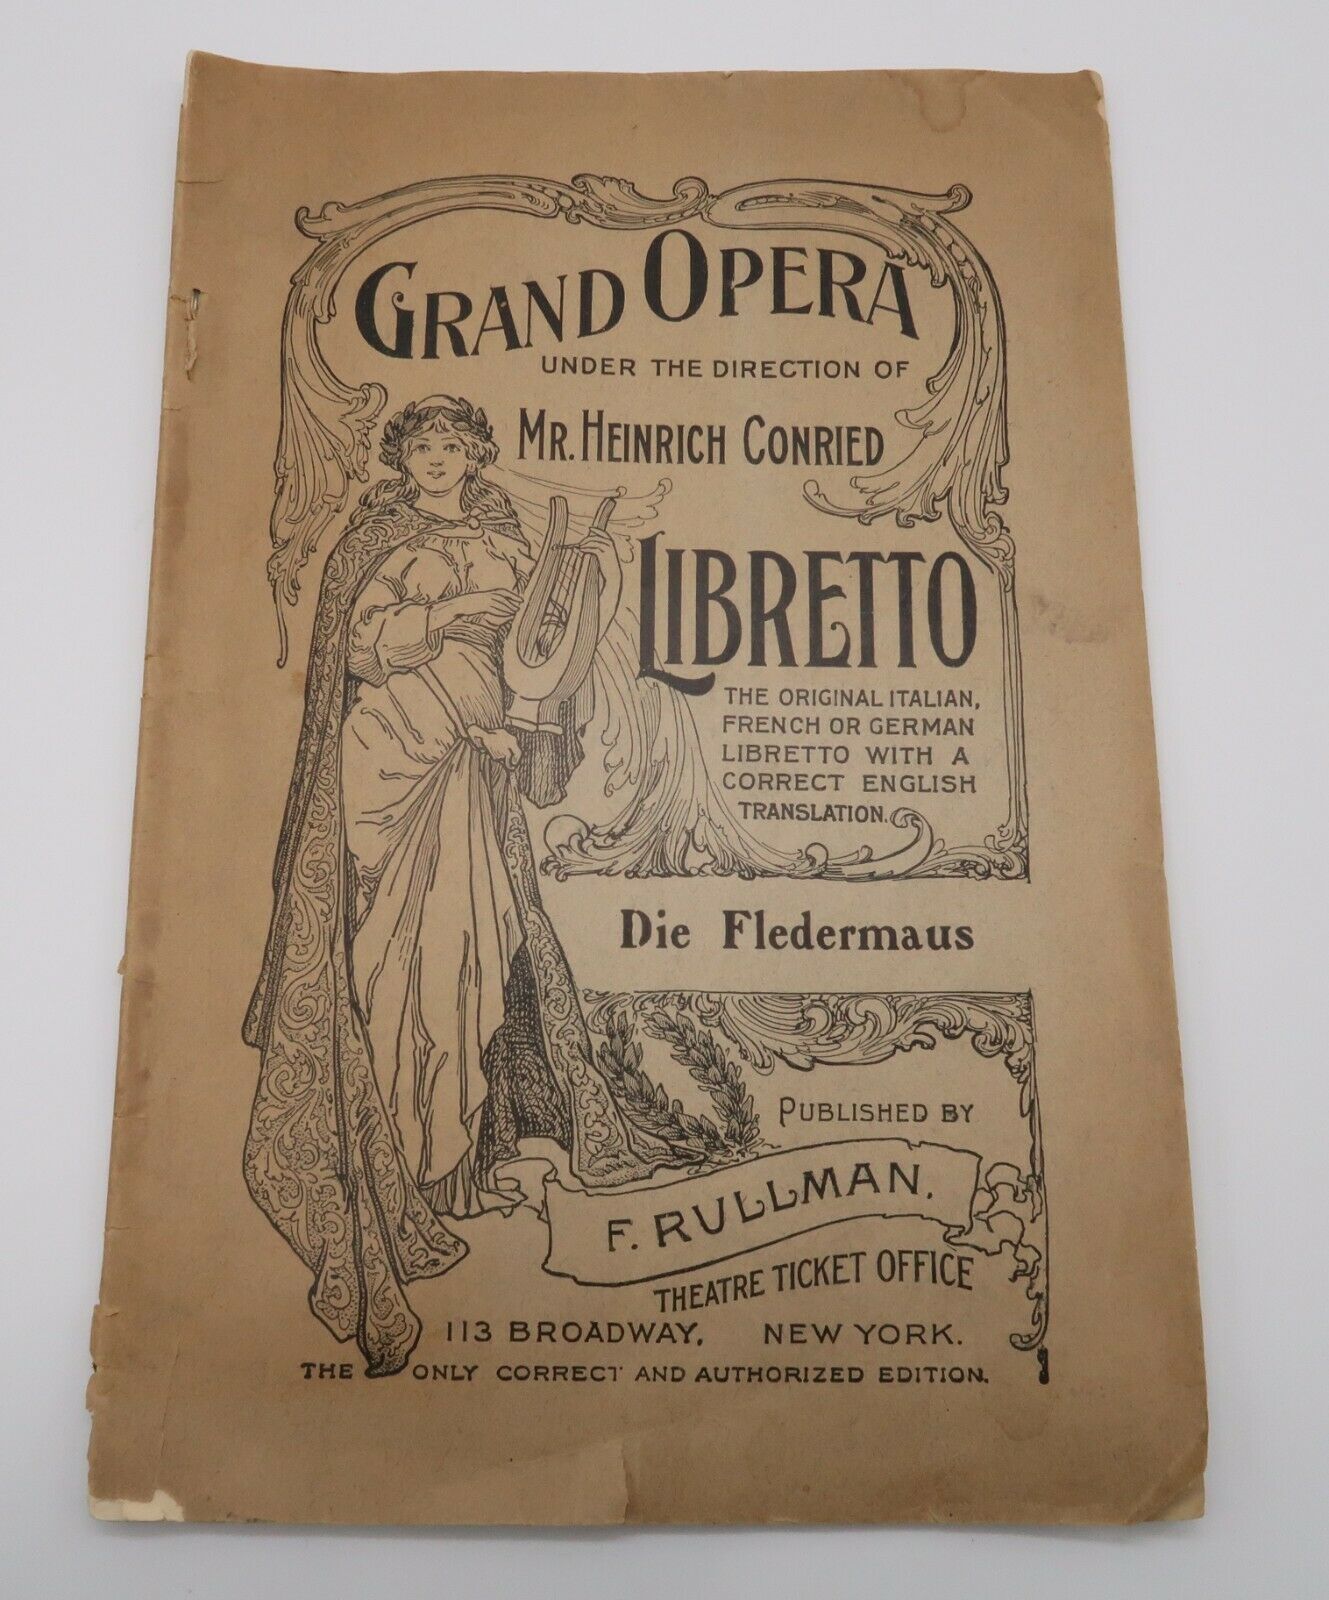 GRAND OPERA
UNDER THE DIRECTION OF
MR. HEINRICH CONRIED
LIBRETTO
THE ORIGINAL ITALIAN,
FRENCH OR GERMAN
LIBRETTO WITH A
CORRECT ENGLISH
TRANSLATION.
Die Fledermaus
PUBLISHED BY
F. RULLMAN,
THEATRE TICKET OFFICE
113 BROADWAY, NEW YORK.
THE ONLY CORRECT AND AUTHORIZED EDITION.